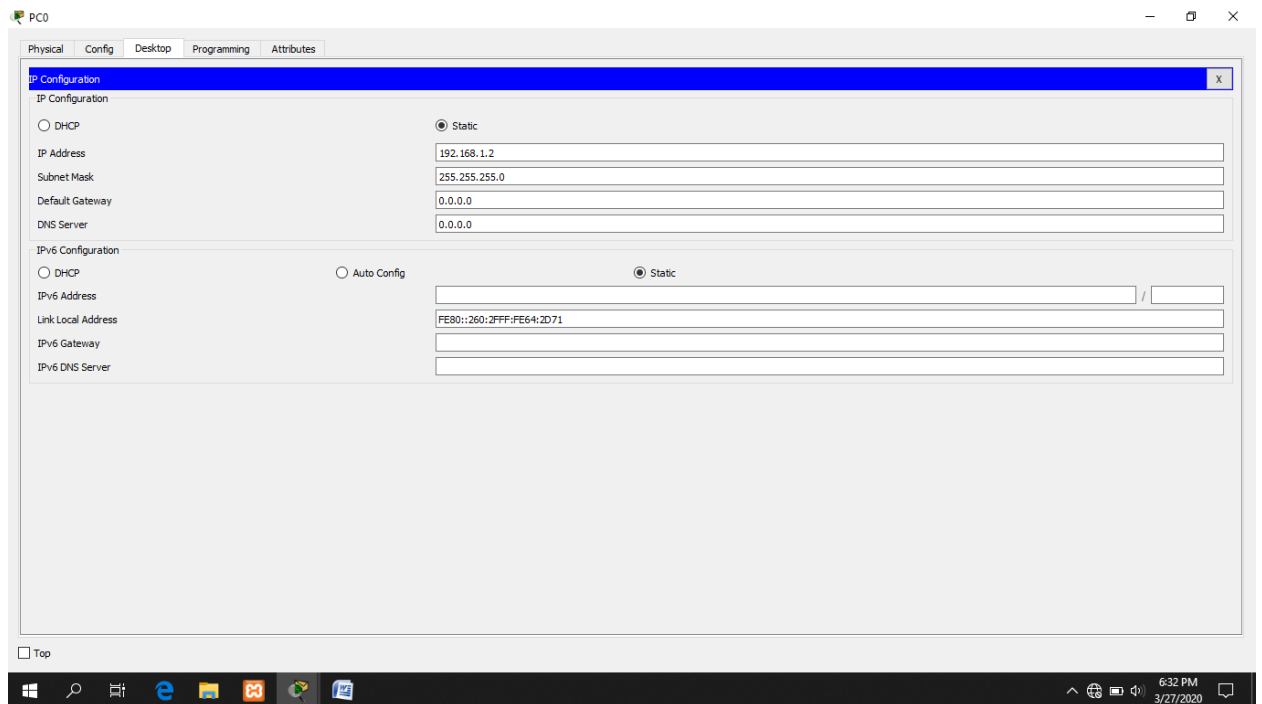 PC0
Physical Config Desktop Programming Attributes
IP Configuration X
IP Configuration
DHCP Static
IP Address 192.168.1.2
Subnet Mask 255.255.255.0
Default Gateway 0.0.0.0
DNS Server 0.0.0.0
IPv6 Configuration
DHCP Auto Config Static
IPv6 Address /
Link Local Address FE80::260:2FFF:FE64:2D71
IPv6 Gateway
IPv6 DNS Server
Top
6:32 PM
3/27/2020